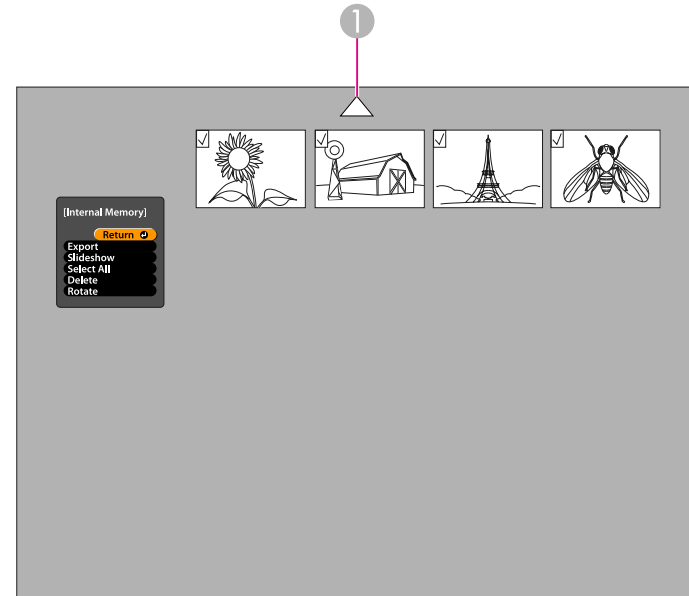 1
[Internal Memory]
Return
Export
Slideshow
Select All
Delete
Rotate